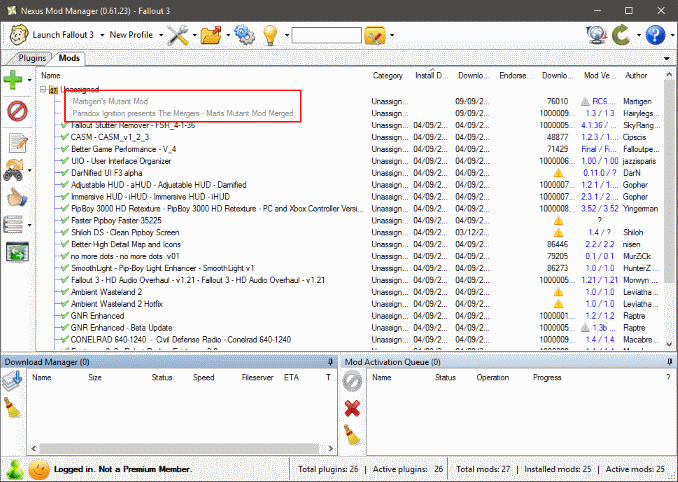 Nexus Mod Manager (0.61.23) - Fallout 3
Launch Fallout 3 New Profile
Plugins Mods
Name Category Install D... Downlo... Endorse... Downlo... Mod Ve... Author
Unassigned
Martigen's Mutant Mod Unassign... 09/09/2... 76010 RC6.... Martigen
Paradox Ignition presents The Mergers - Marts Mutant Mod Merged Unassign... 09/09/2... 1000009... 1.3 / 1.3 Hairylegs...
Fallout Stutter Remover - FSR_4-1-36 Unassign... 04/09/2... 04/09/2... 1000005... 4.1.36 / ... SkyRang...
CASM - CASM_v1_2_3 Unassign... 04/09/2... 04/09/2... 48877 1.2.3 / 1.... Cipscis
Better Game Performance - V_4 Unassign... 04/09/2... 04/09/2... 71429 Final / Fi... Falloutpe...
UIO - User Interface Organizer Unassign... 04/09/2... 04/09/2... 1000006... 1.00 / 1.00 jazzisparis
DarNified UI F3 alpha Unassign... 04/09/2... 04/09/2... 0.11.0 / ? DarN
Adjustable HUD - aHUD - Adjustable HUD - Darnified Unassign... 04/09/2... 04/09/2... 1000007... 1.2.1 / 1.... Gopher
Immersive HUD - iHUD - Immersive HUD - iHUD Unassign... 04/09/2... 04/09/2... 1000007... 2.3.1 / 2.... Gopher
PipBoy 3000 HD Retexture - PipBoy 3000 HD Retexture - PC and Xbox Controller Versi... Unassign... 04/09/2... 04/09/2... 1000008... 3.52 / 3.52 Yingerman
Faster Pipboy Faster-35225 Unassign... 04/09/2... 04/09/2... ?
Shiloh DS - Clean Pipboy Screen Unassign... 04/09/2... 03/12/2... 1.4 / ? Shiloh
Better High Detail Map and Icons Unassign... 04/09/2... 04/09/2... 86446 2.2 / 2.2 nisen
no more dots - no more dots v01 Unassign... 04/09/2... 04/09/2... 79205 0.1 / 0.1 MurZiCk
SmoothLight - Pip-Boy Light Enhancer - SmoothLight v1 Unassign... 04/09/2... 04/09/2... 86273 1.0 / 1.0 HunterZ
Fallout 3 - HD Audio Overhaul - v1.21 - Fallout 3 - HD Audio Overhaul - v1.21 Unassign... 04/09/2... 04/09/2... 1000007... 1.21 / 1.21 Monwyn
Ambient Wasteland 2 Unassign... 04/09/2... 04/09/2... 1.0 / 1.0 Leviatha...
Ambient Wasteland 2 Hotfix Unassign... 04/09/2... 04/09/2... 1.0 / 1.0 Leviatha...
GNR Enhanced Unassign... 04/09/2... 04/09/2... 1000005... 1.2 / 1.2 Raptre
GNR Enhanced - Beta Update Unassign... 04/09/2... 04/09/2... 1000005... 1.3b ... Raptre
CONELRAD 640-1240 - Civil Defense Radio - Conelrad 640-1240 Unassign... 04/09/2... 04/09/2... 1000009... 1.4 / 1.4 Macabre...
Download Manager (0) Mod Activation Queue (0)
Name Size Status Speed Fileserver ETA T... Name Status Operation Progress ?
Logged in. Not a Premium Member. Total plugins: 26 | Active plugins: 26 Total mods: 27 | Installed mods: 25 | Active mods: 25